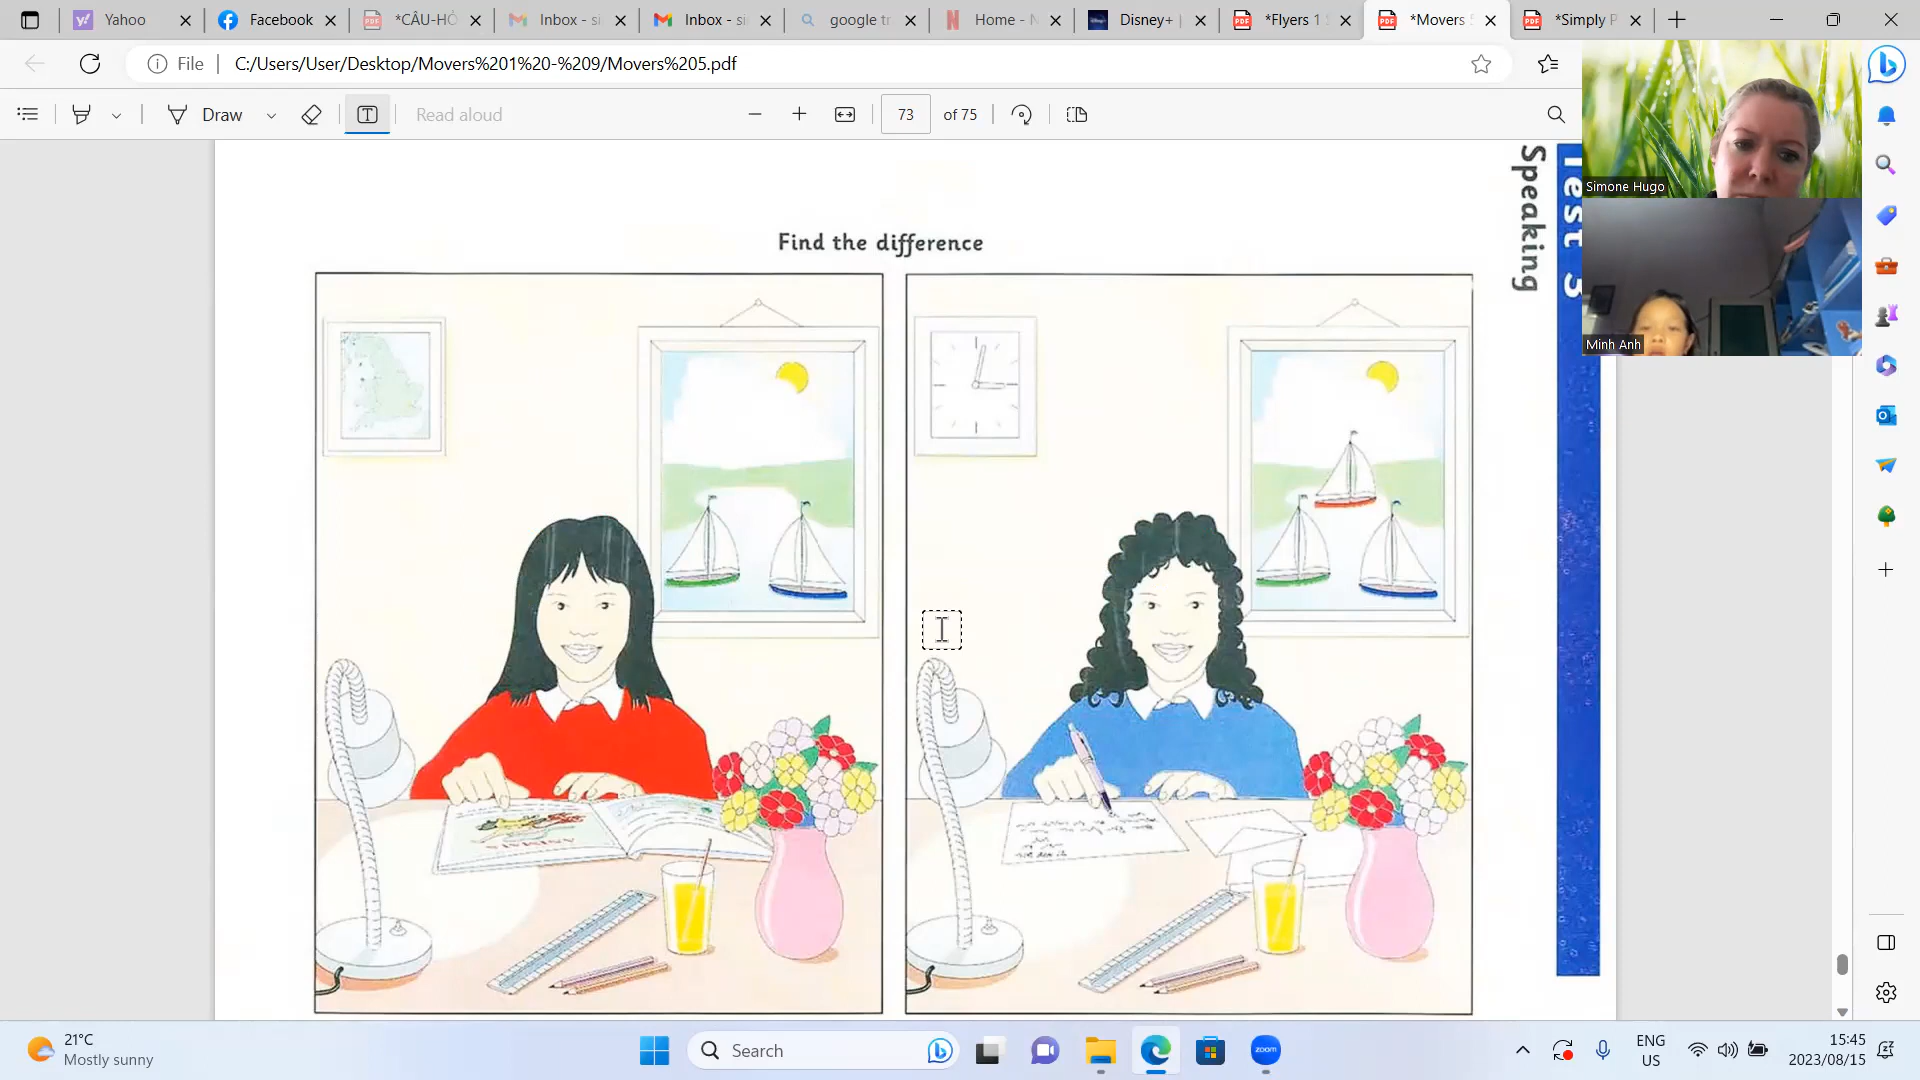 Yahoo
Facebook
*CÂU-HỎ
Inbox - si
Inbox - si
google tr
Home - N
Disney+ |
*Flyers 1 S
*Movers 5
*Simply P
File
C:/Users/User/Desktop/Movers%201%20-%209/Movers%205.pdf
Draw
Read aloud
73
of 75
Simone Hugo
Minh Anh
Test 3
Speaking
Find the difference
21°C
Mostly sunny
Search
zoom
ENG
US
15:45
2023/08/15